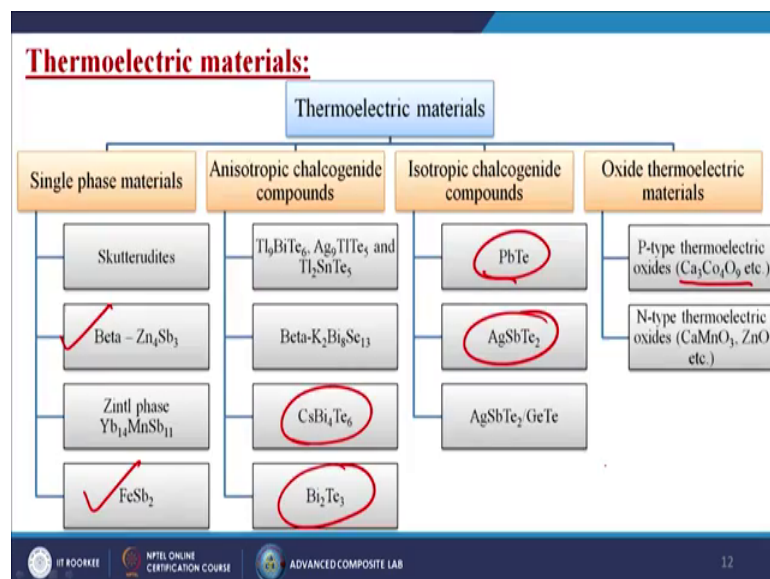 Thermoelectric materials:
Thermoelectric materials
Single phase materials
Skutterudites
Beta – Zn₄Sb₃
Zintl phase
Yb₁₄MnSb₁₁
FeSb₂
Anisotropic chalcogenide
compounds
Tl₉BiTe₆, Ag₉TlTe₅ and
Tl₂SnTe₅
Beta-K₂Bi₈Se₁₃
CsBi₄Te₆
Bi₂Te₃
Isotropic chalcogenide
compounds
PbTe
AgSbTe₂
AgSbTe₂/GeTe
Oxide thermoelectric
materials
P-type thermoelectric
oxides (Ca₃Co₄O₉ etc.)
N-type thermoelectric
oxides (CaMnO₃, ZnO
etc.)
IIT ROORKEE
NPTEL ONLINE
CERTIFICATION COURSE
ADVANCED COMPOSITE LAB
12